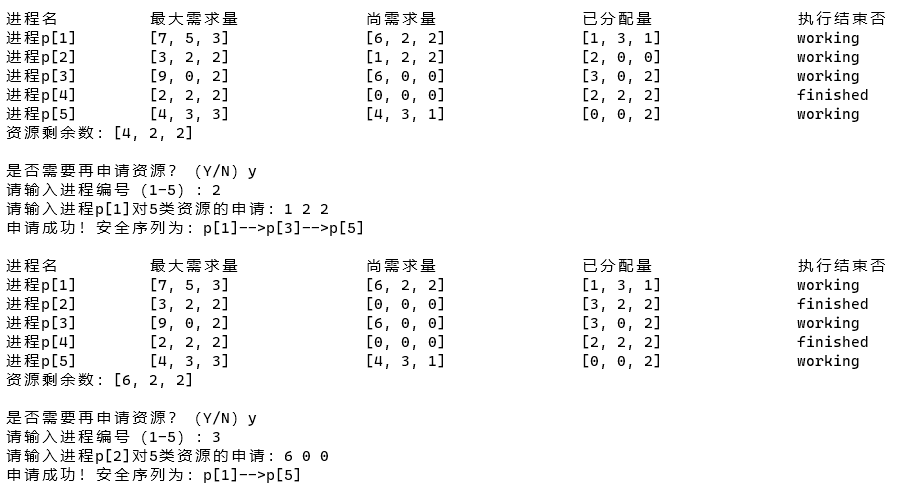 进程名 最大需求量 尚需求量 已分配量 执行结束否
进程p[1] [7, 5, 3] [6, 2, 2] [1, 3, 1] working
进程p[2] [3, 2, 2] [1, 2, 2] [2, 0, 0] working
进程p[3] [9, 0, 2] [6, 0, 0] [3, 0, 2] working
进程p[4] [2, 2, 2] [0, 0, 0] [2, 2, 2] finished
进程p[5] [4, 3, 3] [4, 3, 1] [0, 0, 2] working
资源剩余数：[4, 2, 2]
是否需要再申请资源？（Y/N）y
请输入进程编号（1-5）：2
请输入进程p[1]对5类资源的申请：1 2 2
申请成功！安全序列为：p[1]-->p[3]-->p[5]
进程名 最大需求量 尚需求量 已分配量 执行结束否
进程p[1] [7, 5, 3] [6, 2, 2] [1, 3, 1] working
进程p[2] [3, 2, 2] [0, 0, 0] [3, 2, 2] finished
进程p[3] [9, 0, 2] [6, 0, 0] [3, 0, 2] working
进程p[4] [2, 2, 2] [0, 0, 0] [2, 2, 2] finished
进程p[5] [4, 3, 3] [4, 3, 1] [0, 0, 2] working
资源剩余数：[6, 2, 2]
是否需要再申请资源？（Y/N）y
请输入进程编号（1-5）：3
请输入进程p[2]对5类资源的申请：6 0 0
申请成功！安全序列为：p[1]-->p[5]